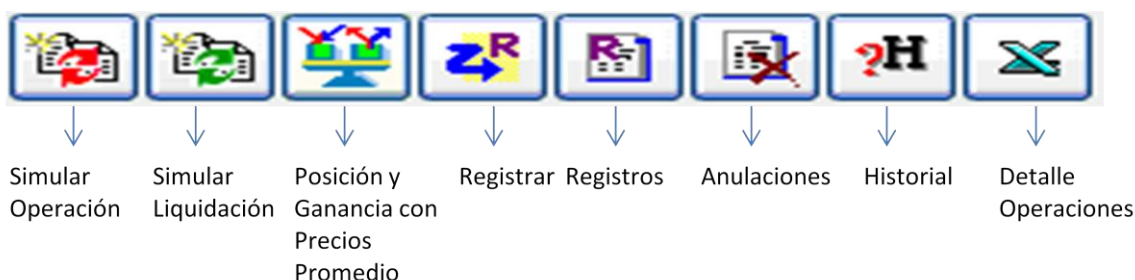 R
R
?H
Simular
Operación
Simular
Liquidación
Posición y
Ganancia con
Precios
Promedio
Registrar
Registros
Anulaciones
Historial
Detalle
Operaciones